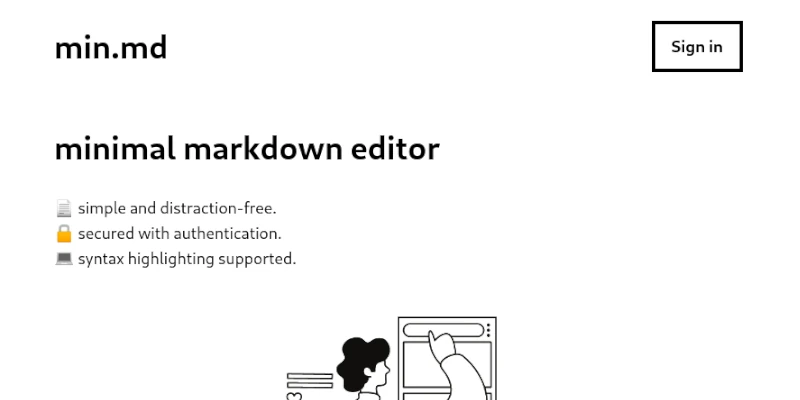 min.md
Sign in
minimal markdown editor
📄 simple and distraction-free.
🔒 secured with authentication.
💻 syntax highlighting supported.